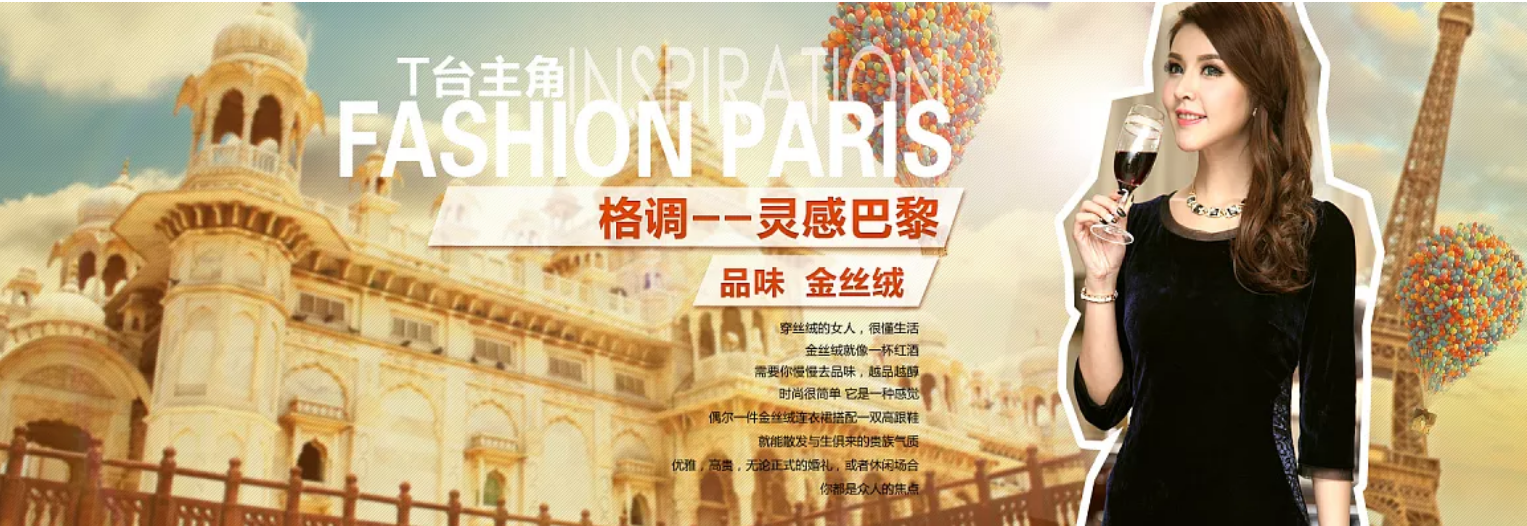 T台主角
INSPIRATION
FASHION PARIS
格调--灵感巴黎
品味 金丝绒
穿丝绒的女人，很懂生活
金丝绒就像一杯红酒
需要你慢慢去品味，越品越醇
时尚很简单 它是一种感觉
偶尔一件金丝绒连衣裙搭配一双高跟鞋
就能散发与生俱来的贵族气质
优雅，高贵，无论正式的婚礼，或者休闲场合
你都是众人的焦点